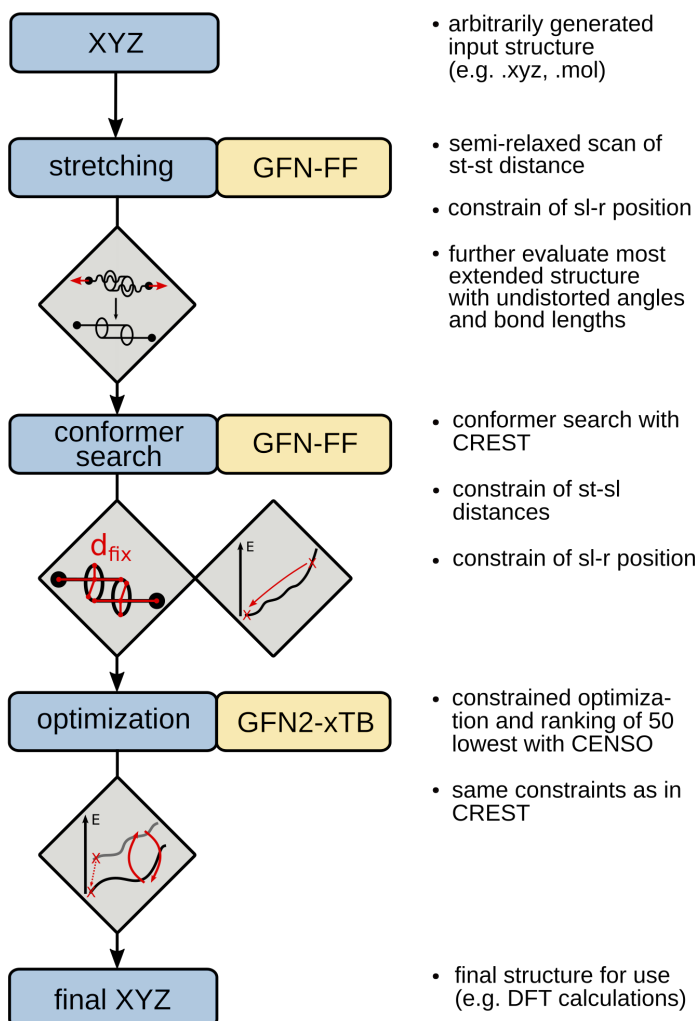 XYZ
• arbitrarily generated
input structure
(e.g. .xyz, .mol)
stretching
GFN-FF
• semi-relaxed scan of
st-st distance
• constrain of sl-r position
• further evaluate most
extended structure
with undistorted angles
and bond lengths
conformer
search
GFN-FF
• conformer search with
CREST
• constrain of st-sl
distances
• constrain of sl-r position
dfix
E
optimization
GFN2-xTB
• constrained optimiza-
tion and ranking of 50
lowest with CENSO
• same constraints as in
CREST
E
final XYZ
• final structure for use
(e.g. DFT calculations)